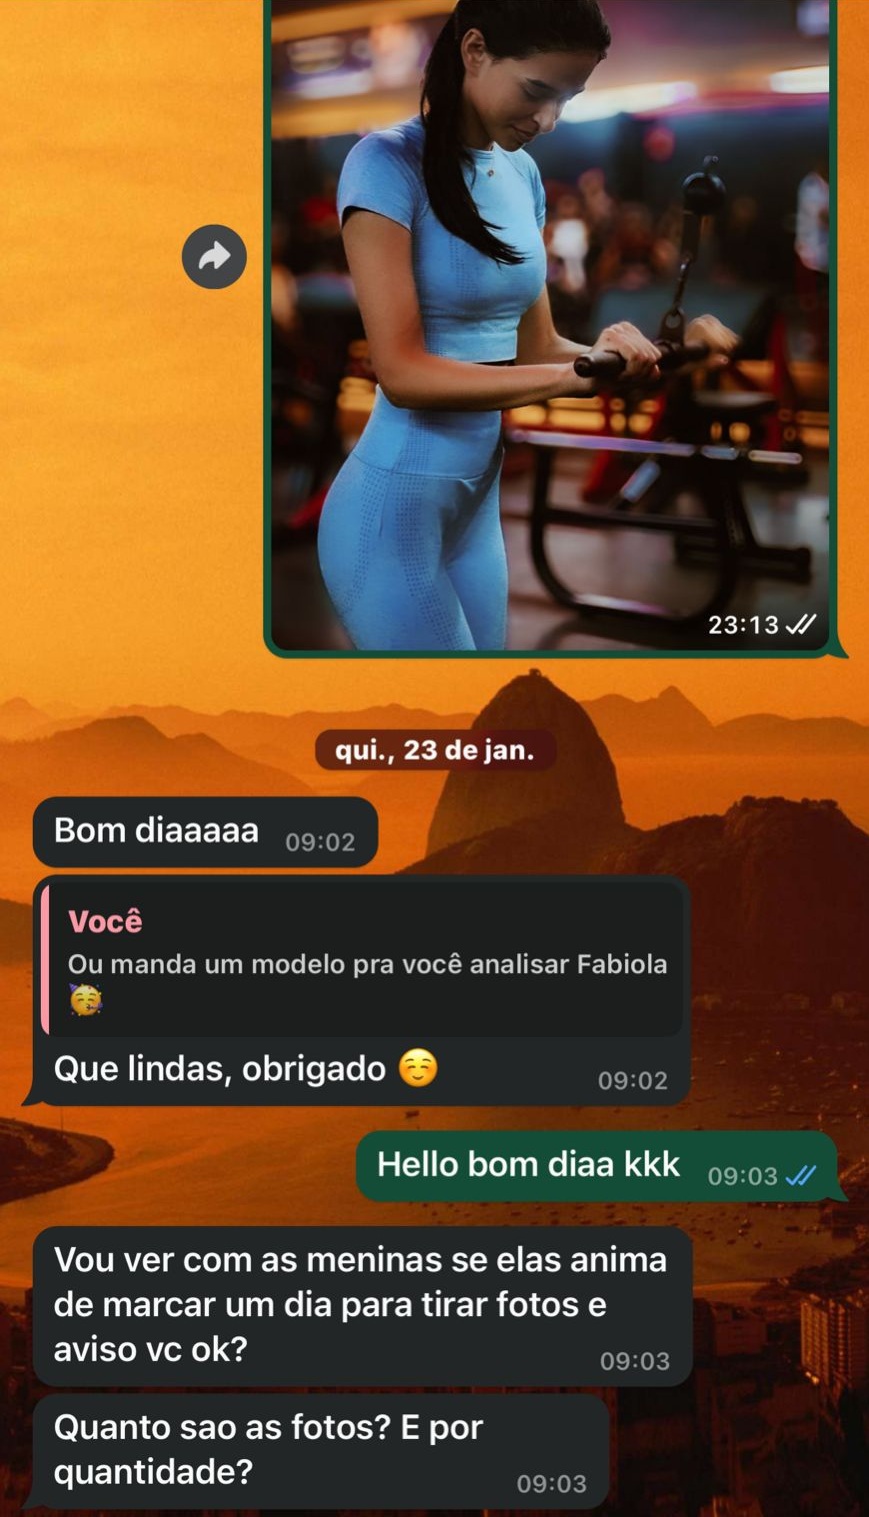 23:13
qui., 23 de jan.
Bom diaaaaa 09:02
Você
Ou manda um modelo pra você analisar Fabiola
🥳
Que lindas, obrigado ☺️ 09:02
Hello bom diaa kkk 09:03
Vou ver com as meninas se elas anima
de marcar um dia para tirar fotos e
aviso vc ok? 09:03
Quanto sao as fotos? E por
quantidade? 09:03